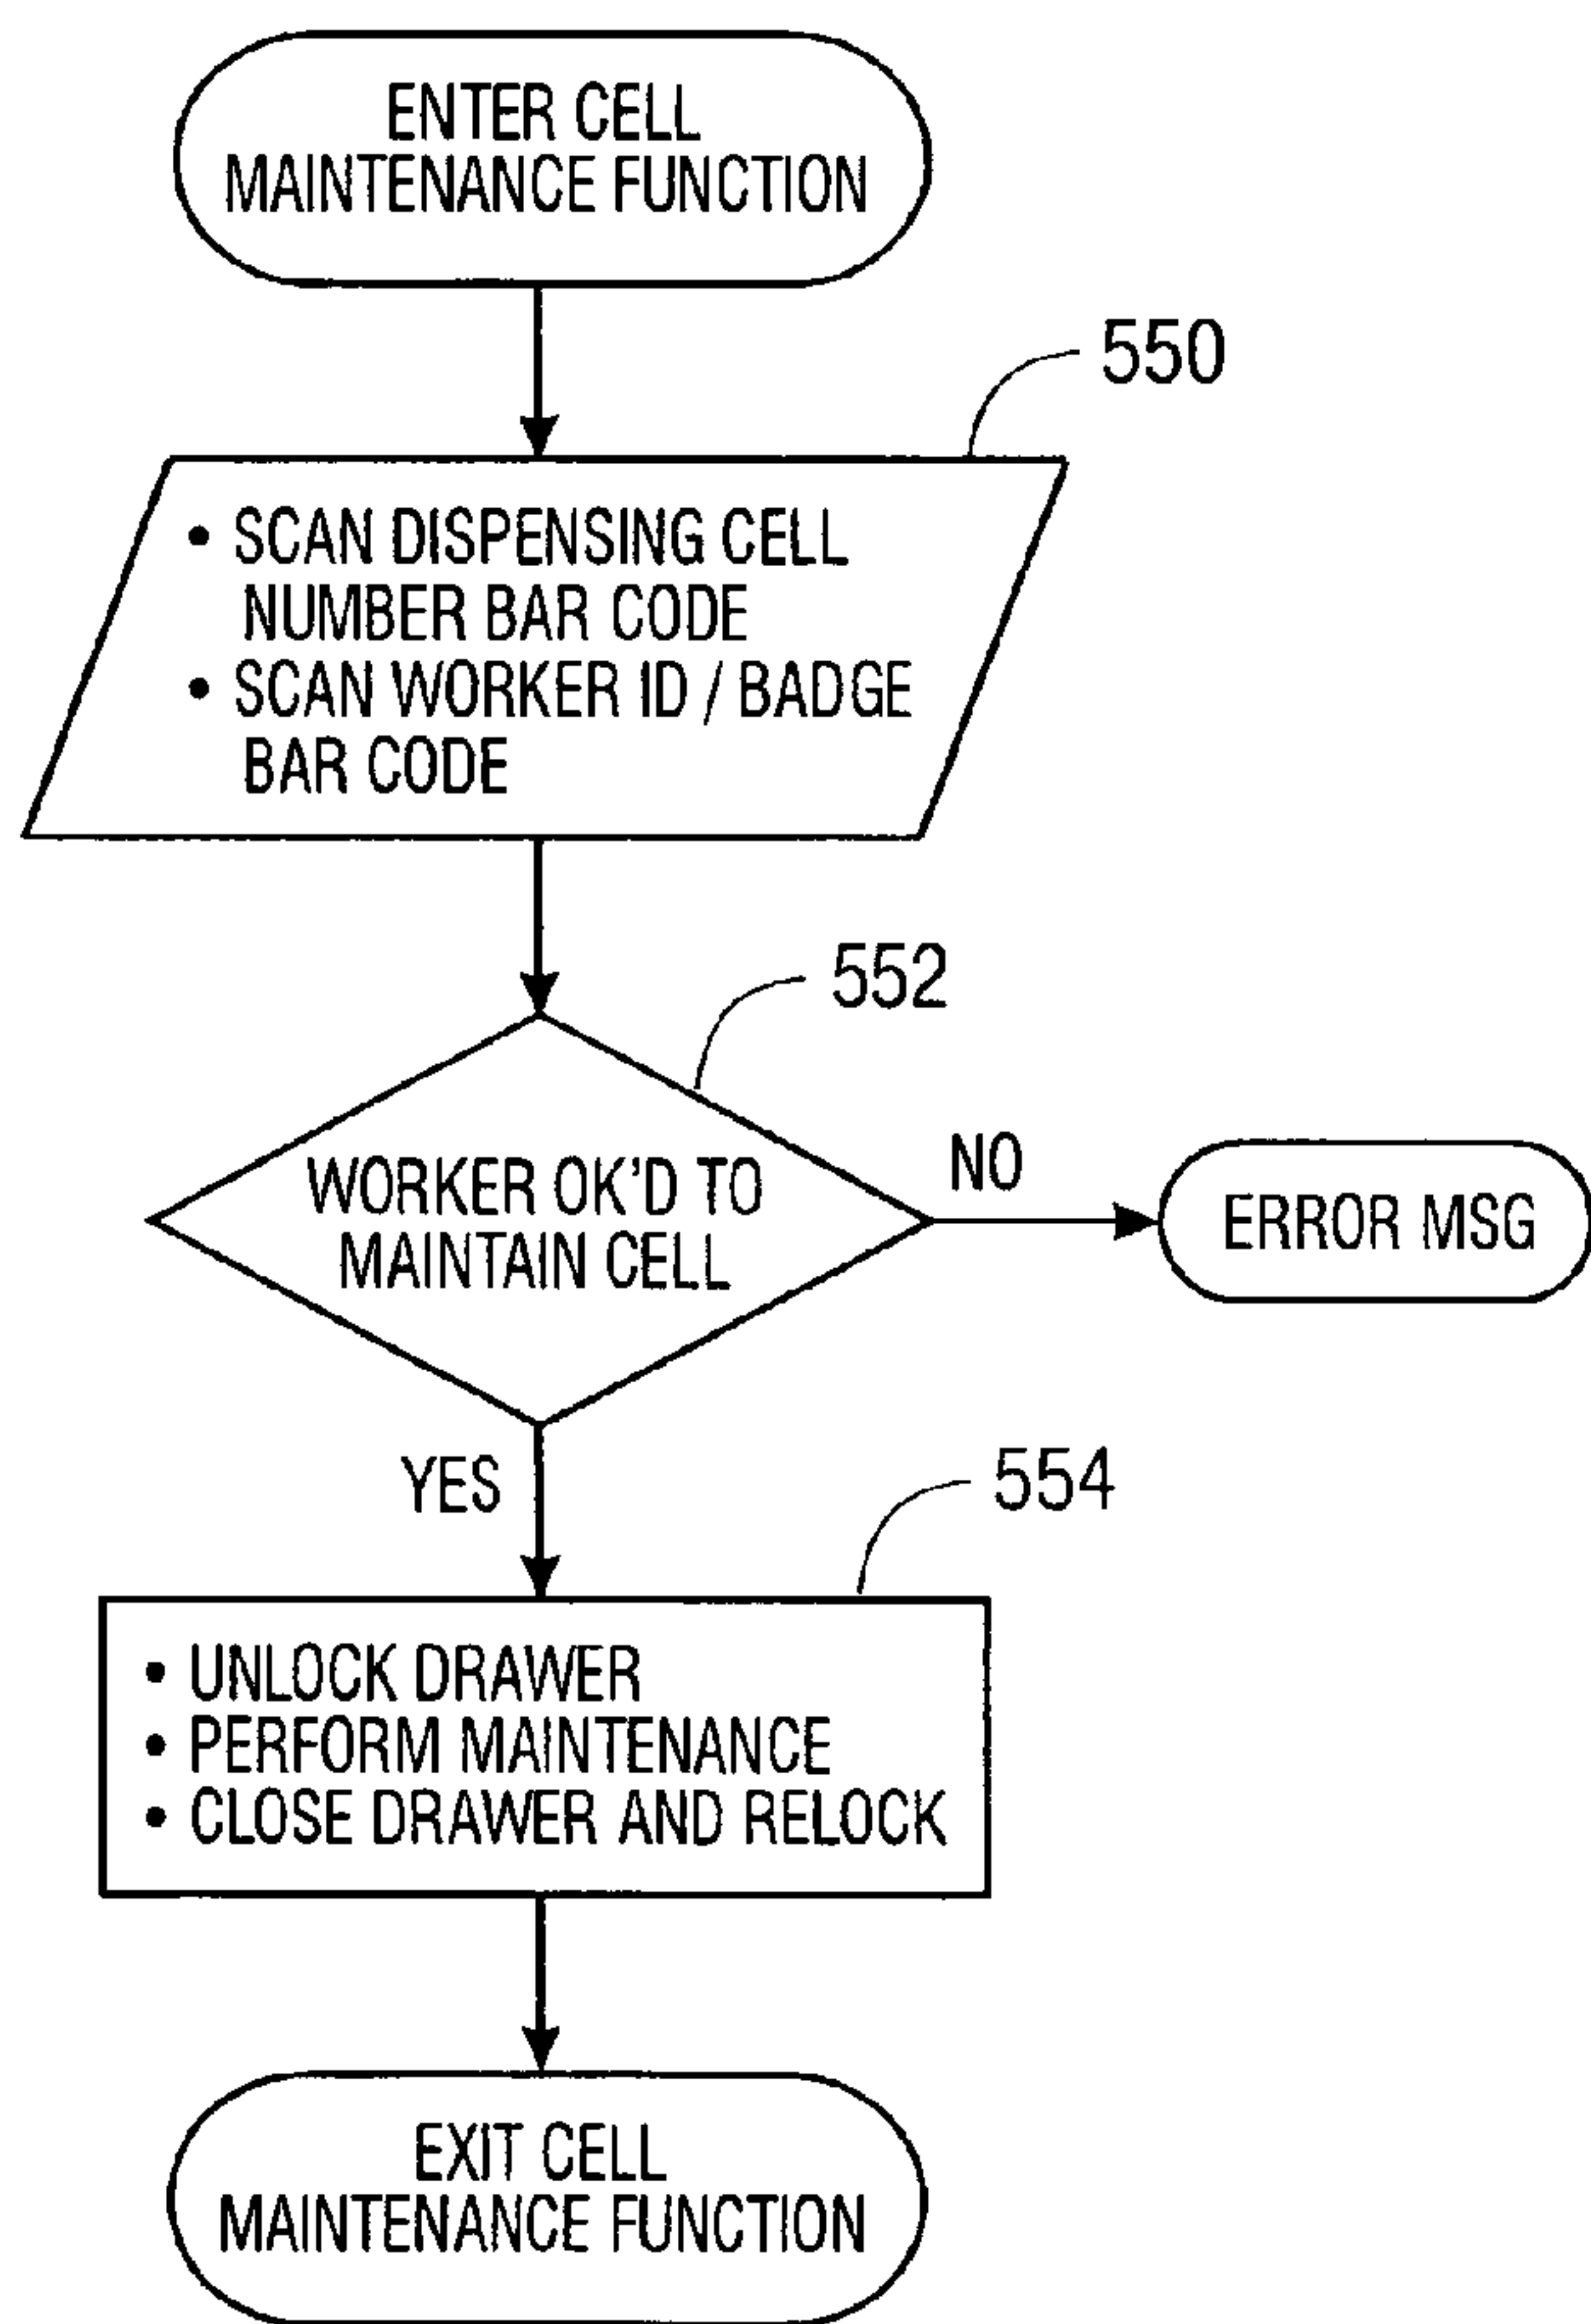 ENTER CELL
MAINTENANCE FUNCTION
550
• SCAN DISPENSING CELL
NUMBER BAR CODE
• SCAN WORKER ID / BADGE
BAR CODE
552
WORKER OK'D TO
MAINTAIN CELL
NO
ERROR MSG
YES
554
• UNLOCK DRAWER
• PERFORM MAINTENANCE
• CLOSE DRAWER AND RELOCK
EXIT CELL
MAINTENANCE FUNCTION